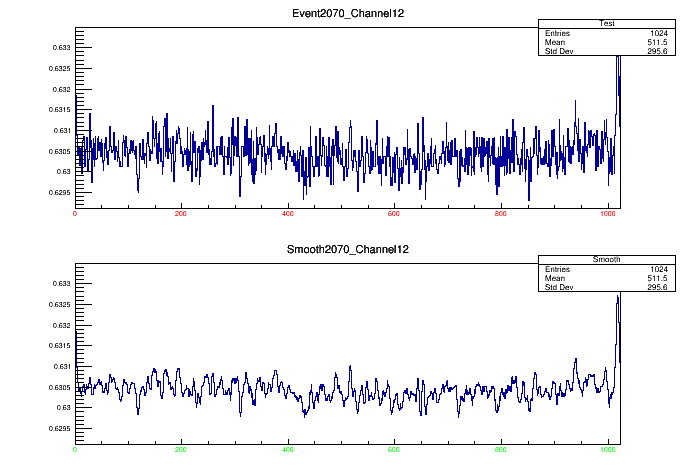 Event2070_Channel12
Test
Entries 1024
Mean 511.5
Std Dev 295.6
0.633
0.6325
0.632
0.6315
0.631
0.6305
0.63
0.6295
0 200 400 600 800 1000
Smooth2070_Channel12
Smooth
Entries 1024
Mean 511.5
Std Dev 295.6
0.633
0.6325
0.632
0.6315
0.631
0.6305
0.63
0.6295
0 200 400 600 800 1000